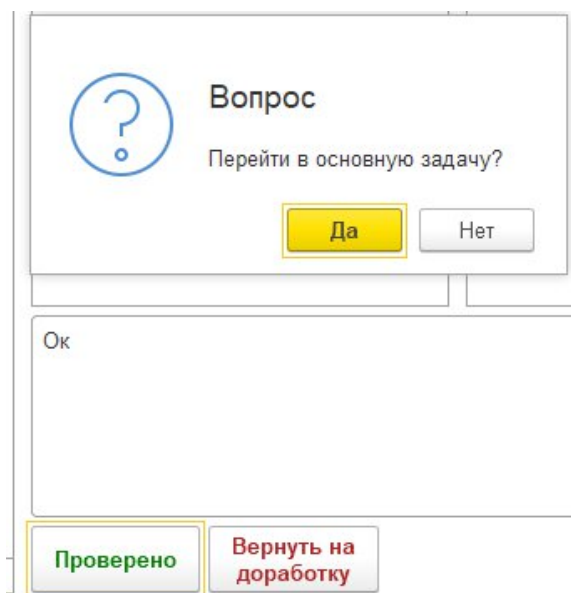 Вопрос
Перейти в основную задачу?
Да
Нет
Ок
Проверено
Вернуть на
доработку